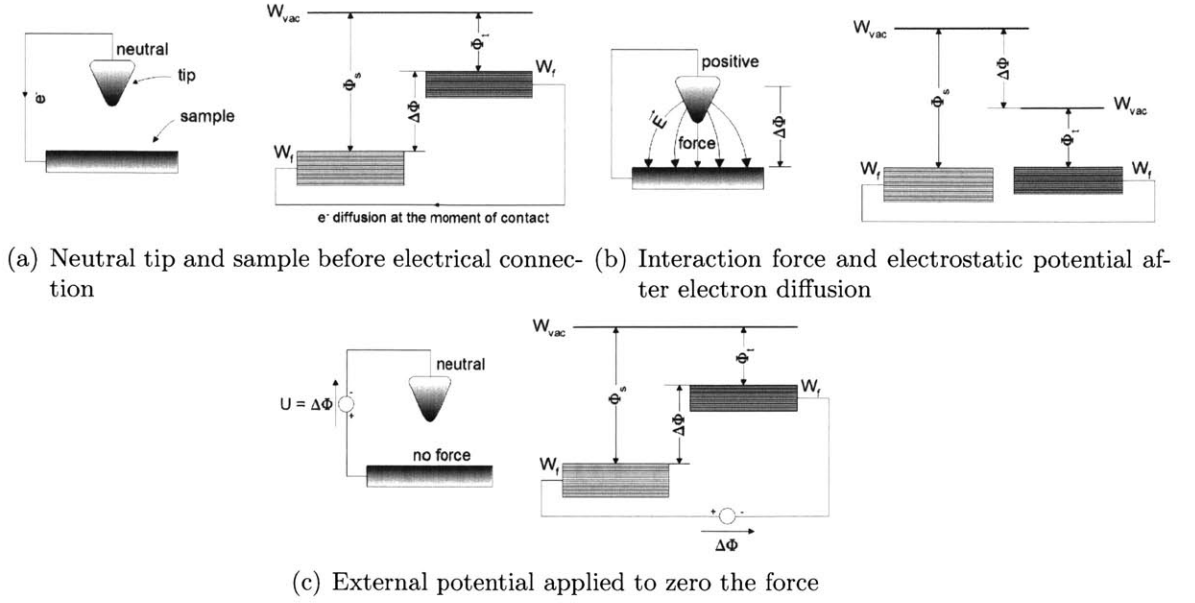 W_vac
neutral
tip
e⁻
sample
Φ_s
Φ_t
ΔΦ
W_f
W_f
e⁻ diffusion at the moment of contact
(a) Neutral tip and sample before electrical connec-
tion
positive
E
force
ΔΦ
W_vac
ΔΦ
W_vac
Φ_s
Φ_t
W_f
W_f
(b) Interaction force and electrostatic potential af-
ter electron diffusion
neutral
U = ΔΦ
-
+
no force
W_vac
Φ_s
Φ_t
ΔΦ
W_f
W_f
+ -
ΔΦ
(c) External potential applied to zero the force